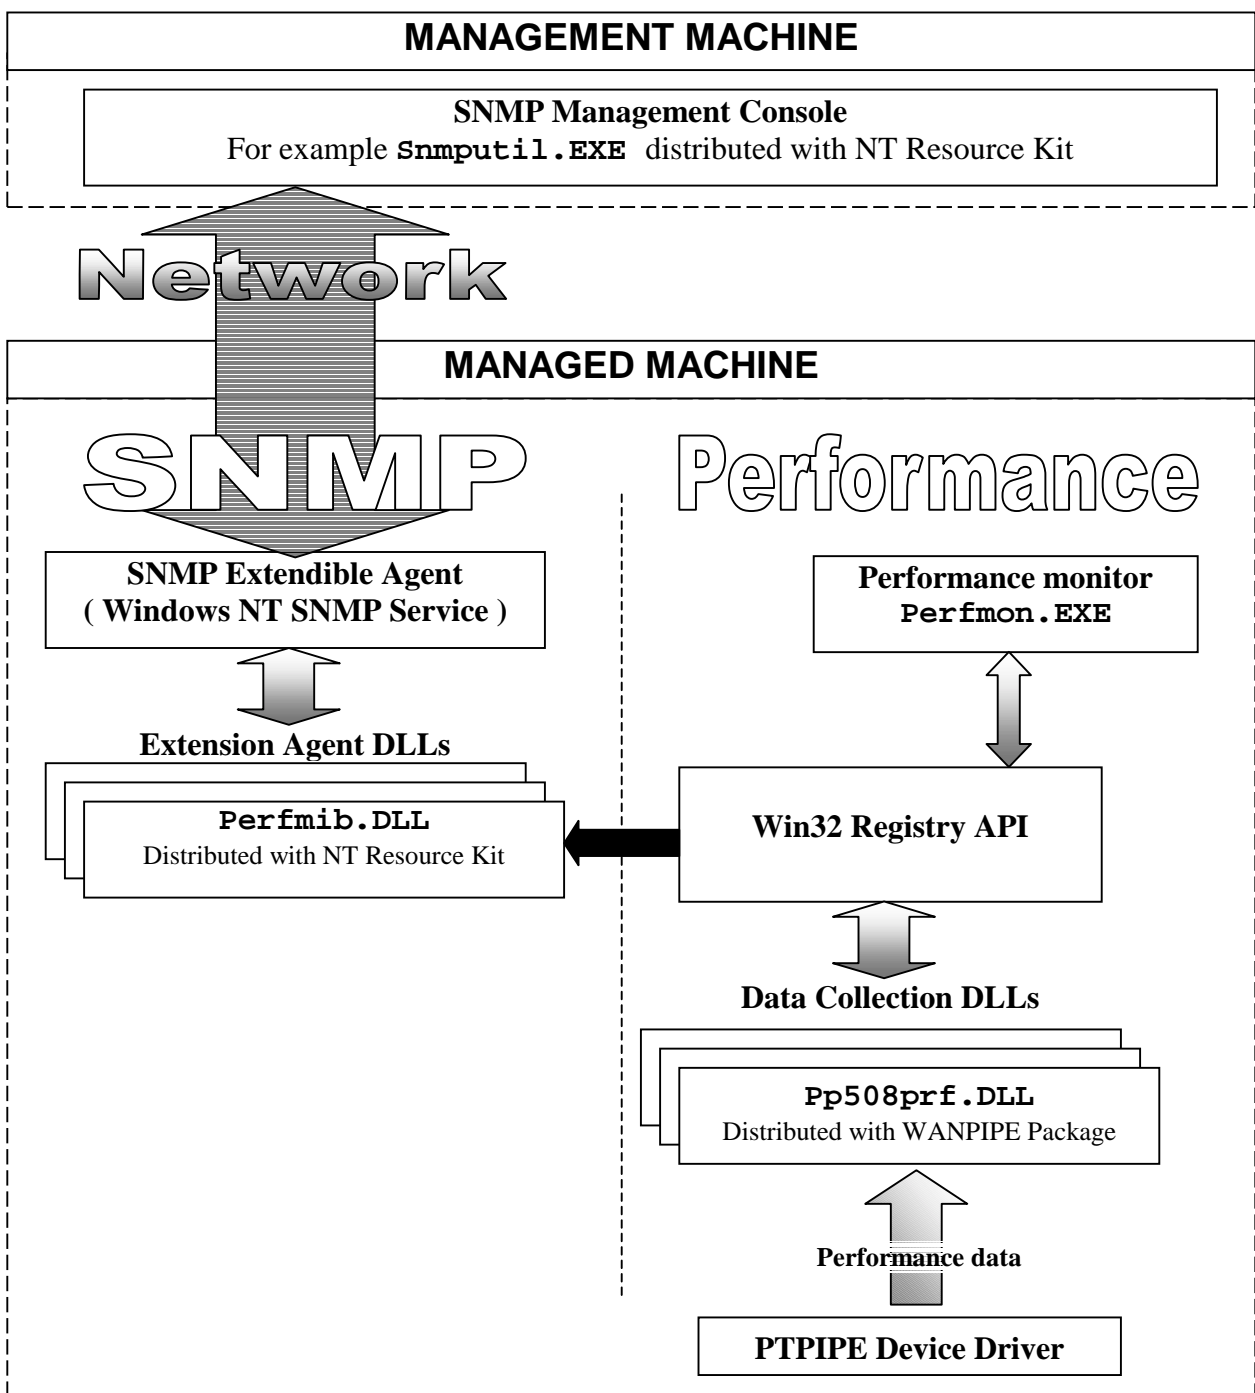 MANAGEMENT MACHINE
SNMP Management Console
For example Snmputil.EXE distributed with NT Resource Kit
Network
MANAGED MACHINE
SNMP
Performance
SNMP Extendible Agent
( Windows NT SNMP Service )
Performance monitor
Perfmon.EXE
Extension Agent DLLs
Perfmib.DLL
Distributed with NT Resource Kit
Win32 Registry API
Data Collection DLLs
Pp508prf.DLL
Distributed with WANPIPE Package
Performance data
PTPIPE Device Driver